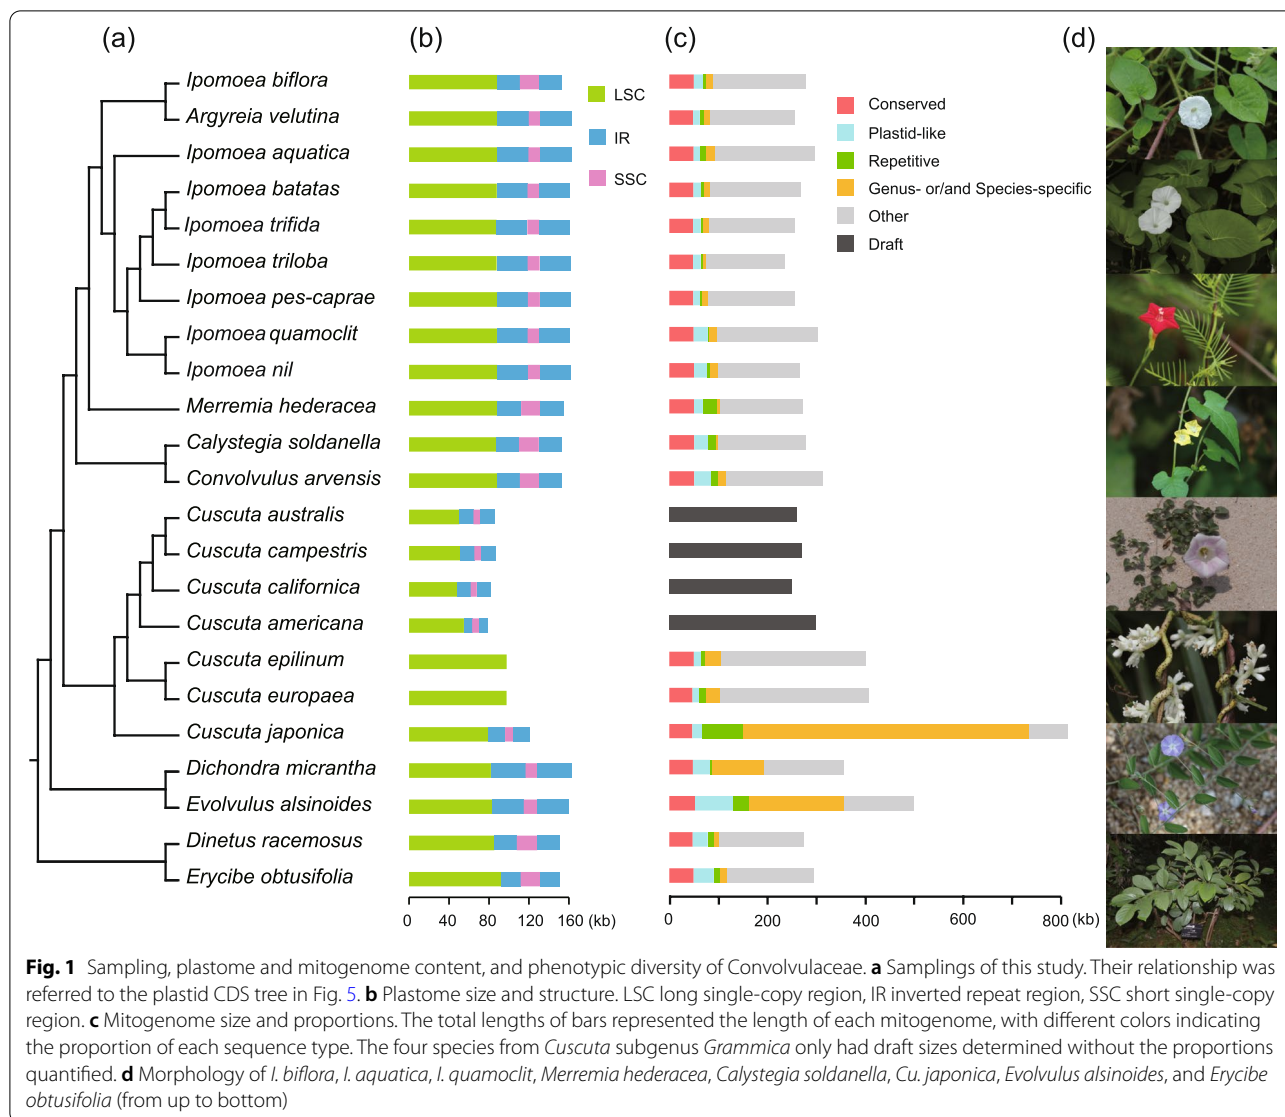 (a) (b) (c) (d)
Ipomoea biflora
Argyreia velutina
Ipomoea aquatica
Ipomoea batatas
Ipomoea trifida
Ipomoea triloba
Ipomoea pes-caprae
Ipomoea quamoclit
Ipomoea nil
Merremia hederacea
Calystegia soldanella
Convolvulus arvensis
Cuscuta australis
Cuscuta campestris
Cuscuta californica
Cuscuta americana
Cuscuta epilinum
Cuscuta europaea
Cuscuta japonica
Dichondra micrantha
Evolvulus alsinoides
Dinetus racemosus
Erycibe obtusifolia
LSC
IR
SSC
0 40 80 120 160 (kb)
Conserved
Plastid-like
Repetitive
Genus- or/and Species-specific
Other
Draft
0 200 400 600 800 (kb)
Fig. 1 Sampling, plastome and mitogenome content, and phenotypic diversity of Convolvulaceae. a Samplings of this study. Their relationship was
referred to the plastid CDS tree in Fig. 5. b Plastome size and structure. LSC long single-copy region, IR inverted repeat region, SSC short single-copy
region. c Mitogenome size and proportions. The total lengths of bars represented the length of each mitogenome, with different colors indicating
the proportion of each sequence type. The four species from Cuscuta subgenus Grammica only had draft sizes determined without the proportions
quantified. d Morphology of I. biflora, I. aquatica, I. quamoclit, Merremia hederacea, Calystegia soldanella, Cu. japonica, Evolvulus alsinoides, and Erycibe
obtusifolia (from up to bottom)